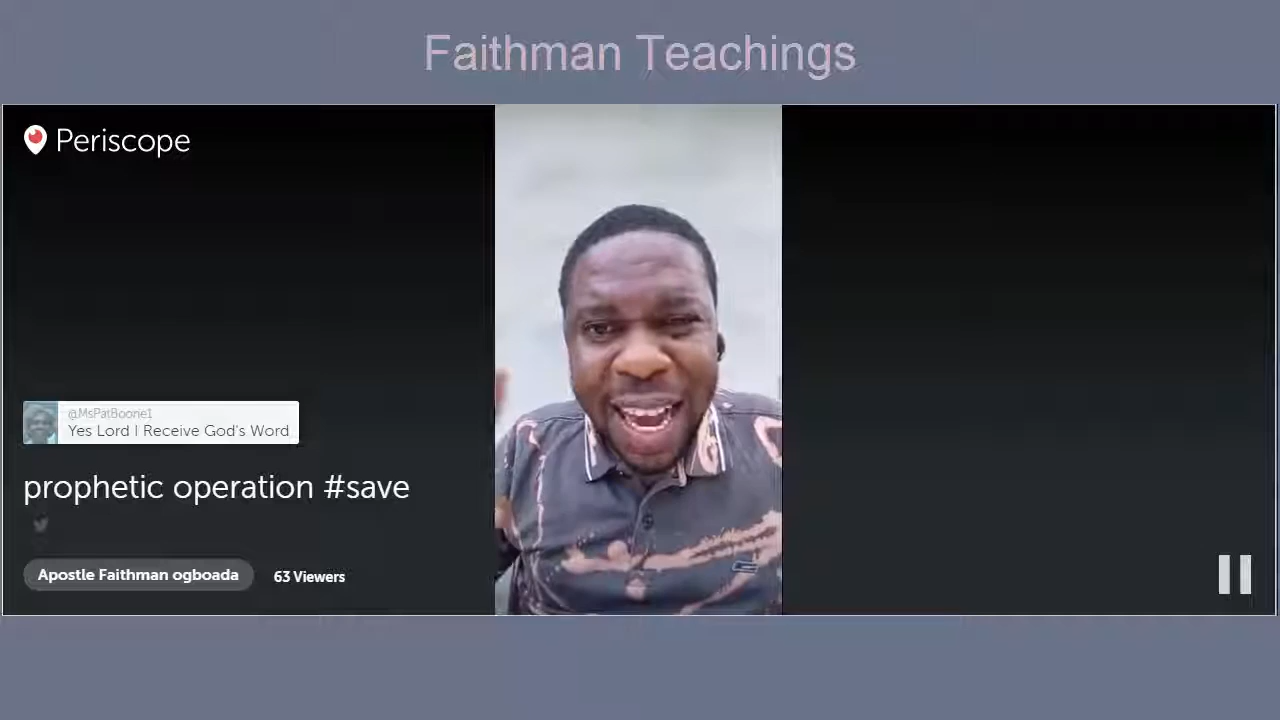 Faithman Teachings
Periscope
@MsPatBoone1
Yes Lord I Receive God's Word
prophetic operation #save
Apostle Faithman ogboada
63 Viewers